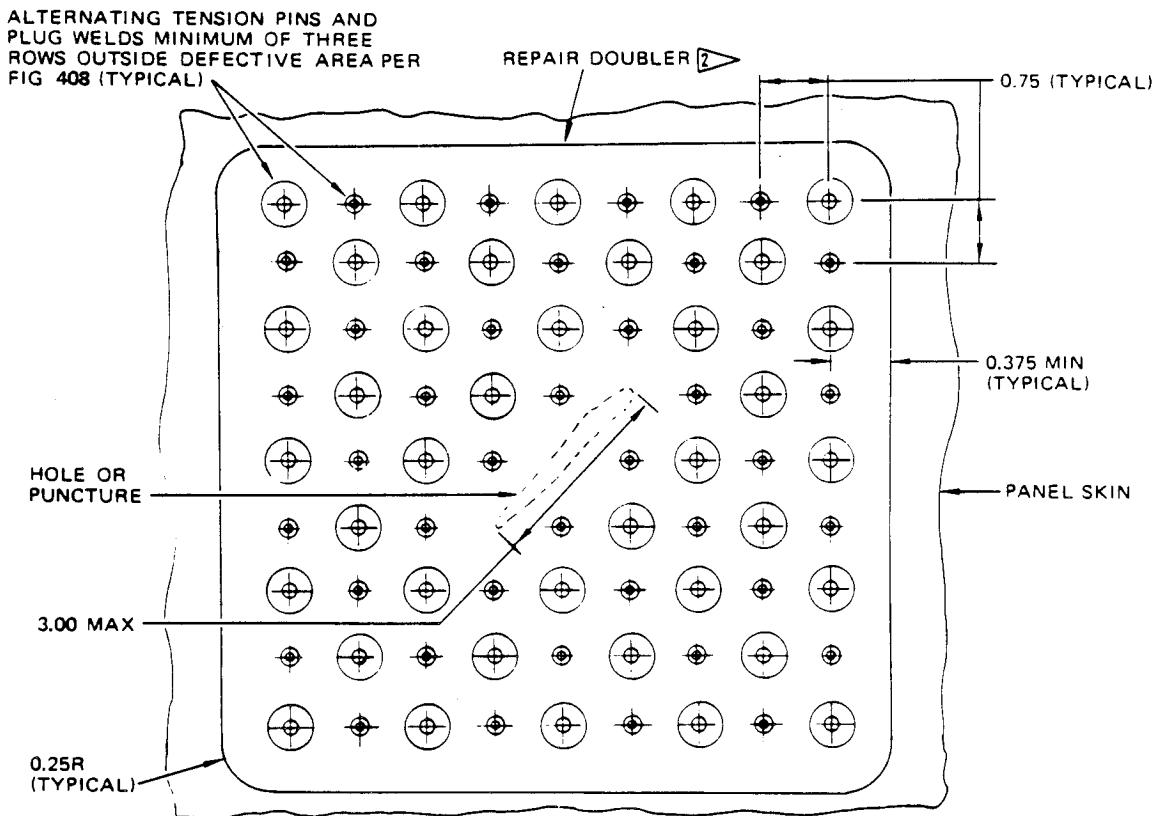 ALTERNATING TENSION PINS AND
PLUG WELDS MINIMUM OF THREE
ROWS OUTSIDE DEFECTIVE AREA PER
FIG 408 (TYPICAL)
REPAIR DOUBLER 2
0.75 (TYPICAL)
0.375 MIN
(TYPICAL)
HOLE OR
PUNCTURE
PANEL SKIN
3.00 MAX
0.25R
(TYPICAL)